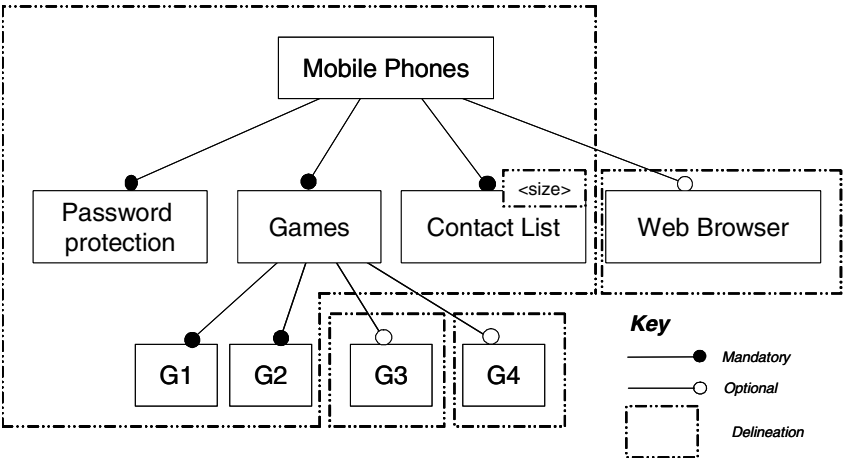 Mobile Phones
Password
protection
Games
<size>
Contact List
Web Browser
G1
G2
G3
G4
Key
Mandatory
Optional
Delineation